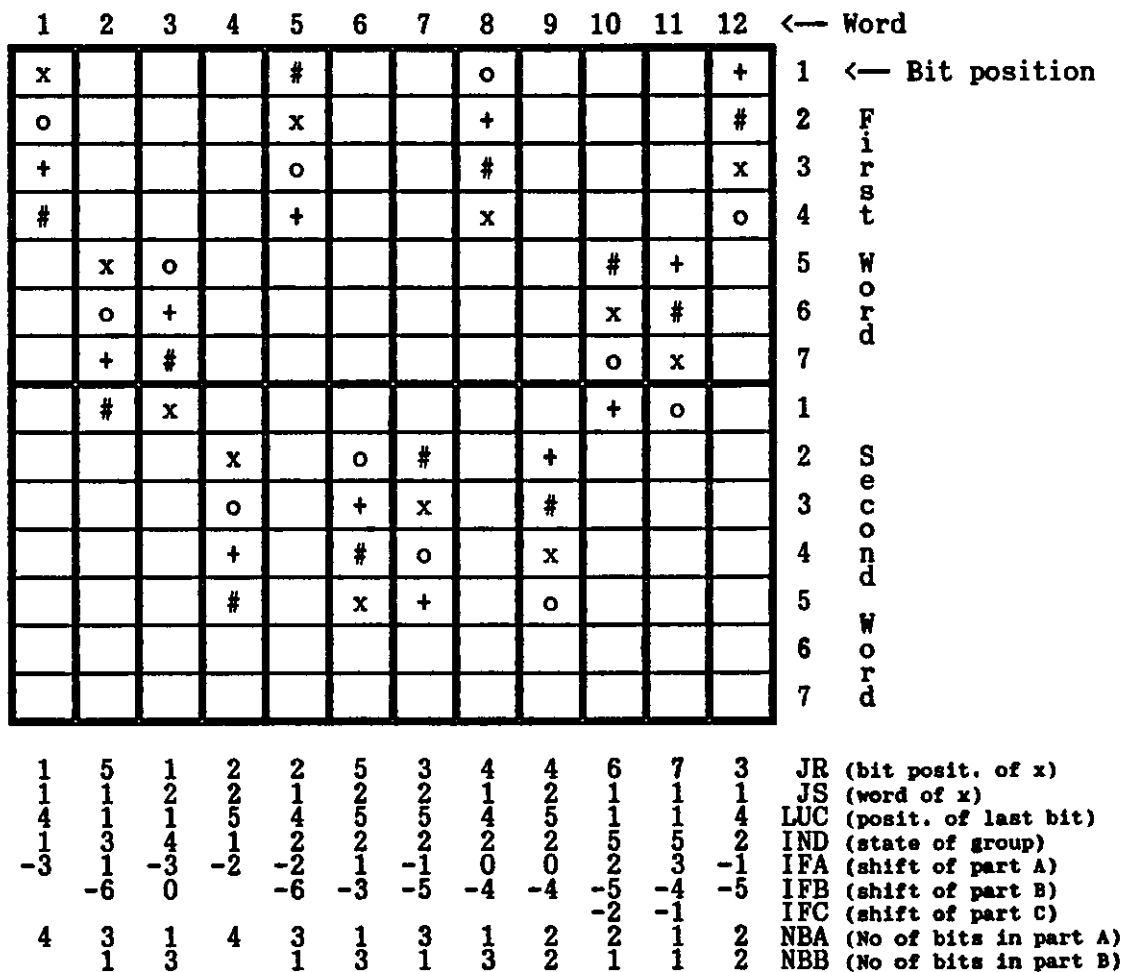 1 2 3 4 5 6 7 8 9 10 11 12 <— Word
x # o + 1 <— Bit position
o x + # 2
+ o # x 3
# + x o 4
x o # + 5
o + x # 6
+ # o x 7
# x + o 1
x o # + 2
o + x # 3
+ # o x 4
# x + o 5
6
7
First Word
Second Word
1 5 1 2 2 5 3 4 4 6 7 3 JR (bit posit. of x)
1 1 2 2 1 2 2 1 2 1 1 1 JS (word of x)
4 1 1 5 4 5 5 4 5 1 1 4 LUC (posit. of last bit)
1 3 4 1 2 2 2 2 2 5 5 2 IND (state of group)
-3 1 -3 -2 -2 1 -1 0 0 2 3 -1 IFA (shift of part A)
-6 0 -6 -3 -5 -4 -4 -5 -4 -5 IFB (shift of part B)
-2 -1 IFC (shift of part C)
4 3 1 4 3 1 3 1 2 2 1 2 NBA (No of bits in part A)
1 3 1 3 1 3 2 1 1 2 NBB (No of bits in part B)